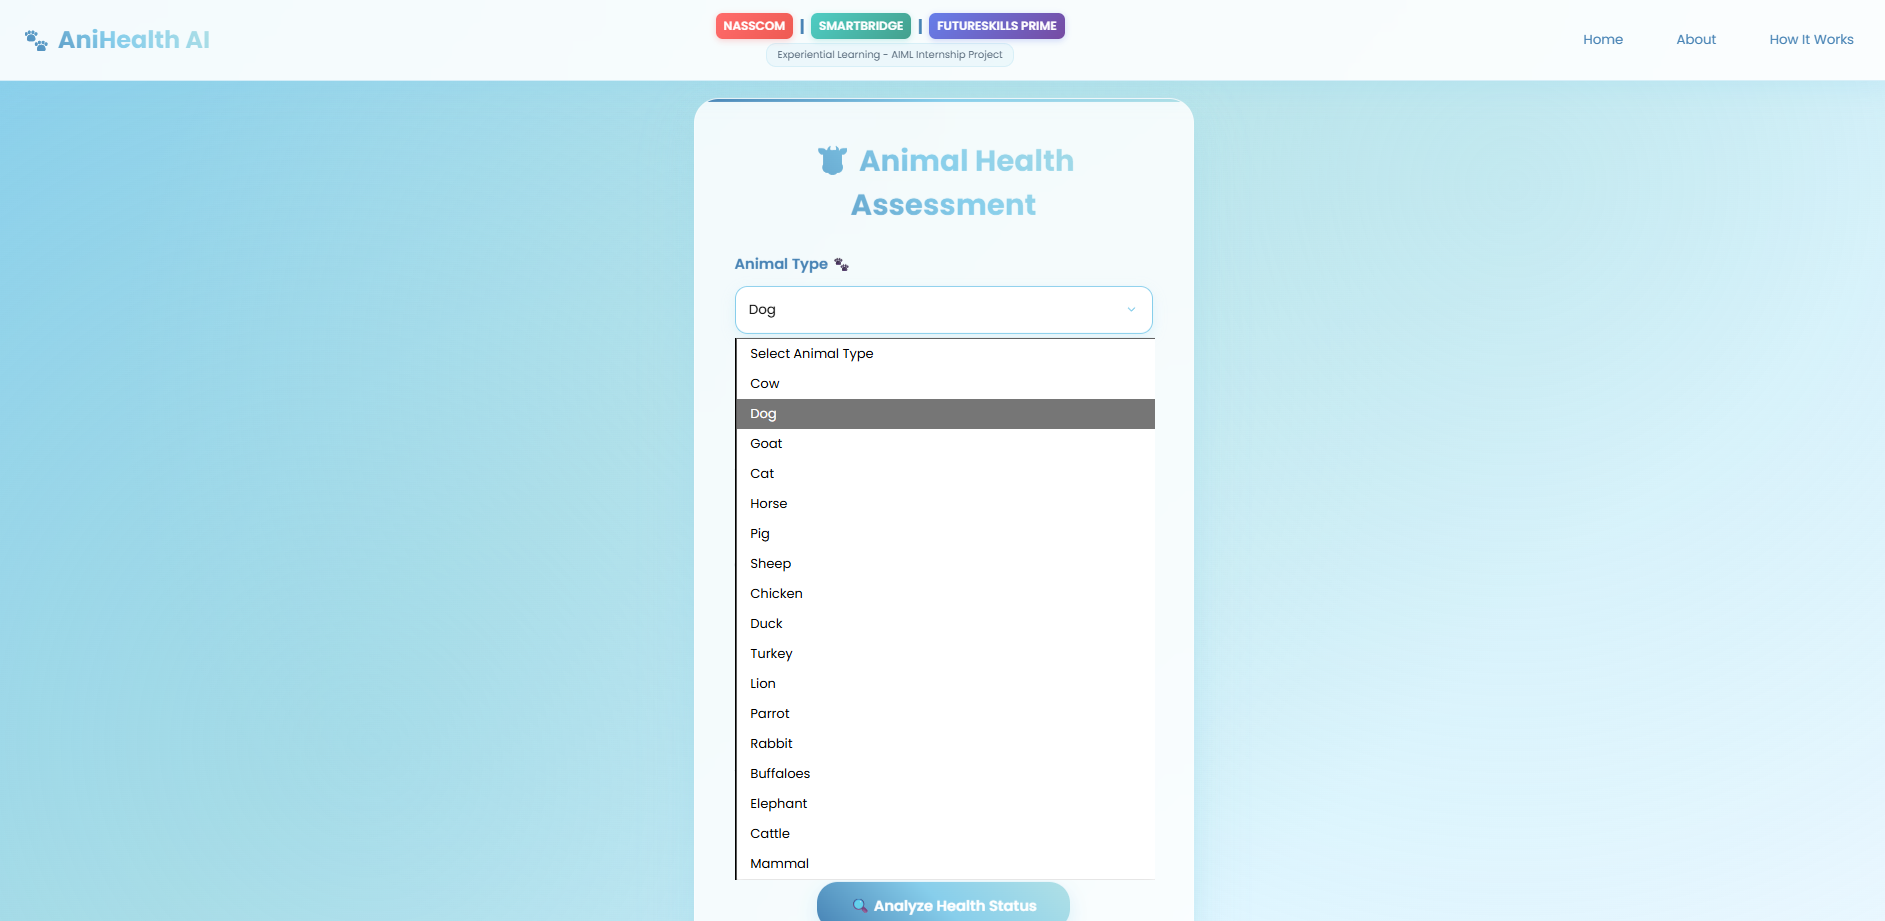 AniHealth AI
NASSCOM | SMARTBRIDGE | FUTURESKILLS PRIME
Experiential Learning - AIML Internship Project
Home About How It Works
Animal Health
Assessment
Animal Type
Dog
Select Animal Type
Cow
Dog
Goat
Cat
Horse
Pig
Sheep
Chicken
Duck
Turkey
Lion
Parrot
Rabbit
Buffaloes
Elephant
Cattle
Mammal
Analyze Health Status